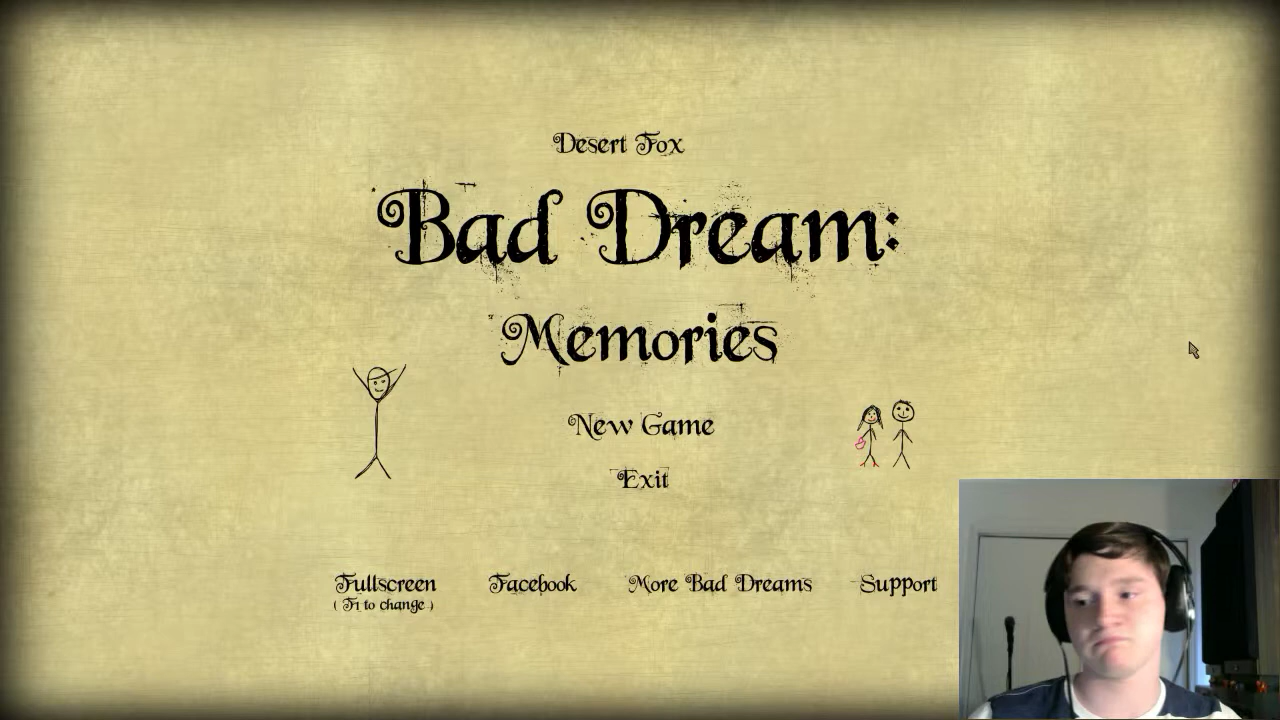 Desert Fox
Bad Dream:
Memories
New Game
Exit
Fullscreen Facebook More Bad Dreams Support
( F1 to change )